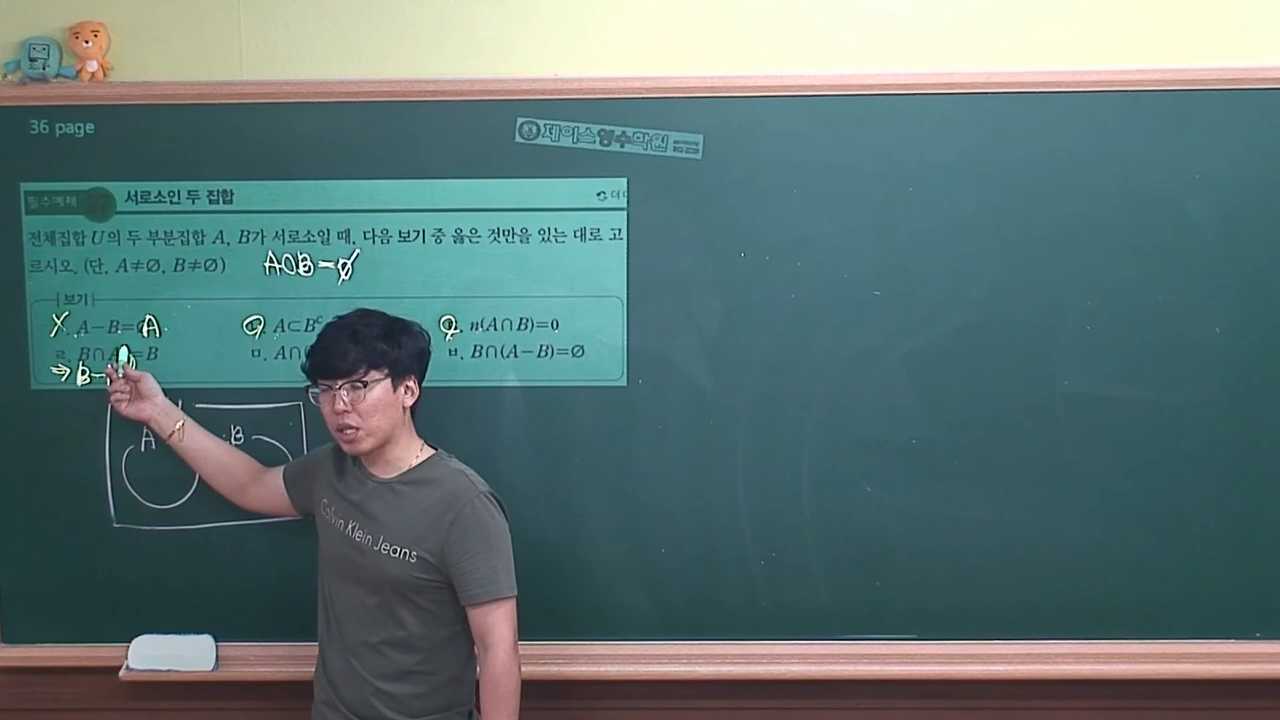 36 page
제이스영수학원
필수예제 서로소인 두 집합
전체집합 U의 두 부분집합 A, B가 서로소일 때, 다음 보기 중 옳은 것만을 있는 대로 고
르시오. (단, A≠∅, B≠∅) A∩B=∅
보기
X. A-B= A ㄴ. A⊂Bᶜ ㄷ. n(A∩B)=0
ㄹ. B∩A =B ㅁ. A∩ ㅂ. B∩(A-B)=∅
⇒ B-
A B
Calvin Klein Jeans